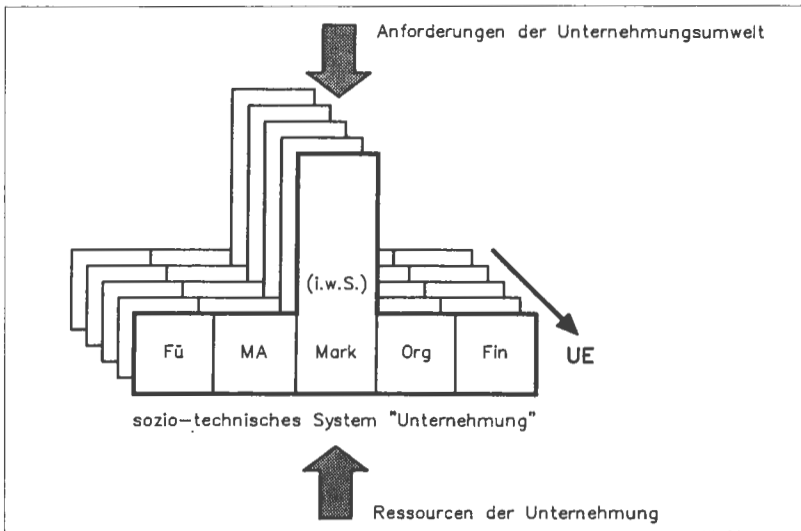 Anforderungen der Unternehmungsumwelt
(i.w.S.)
Fü MA Mark Org Fin UE
sozio-technisches System "Unternehmung"
Ressourcen der Unternehmung